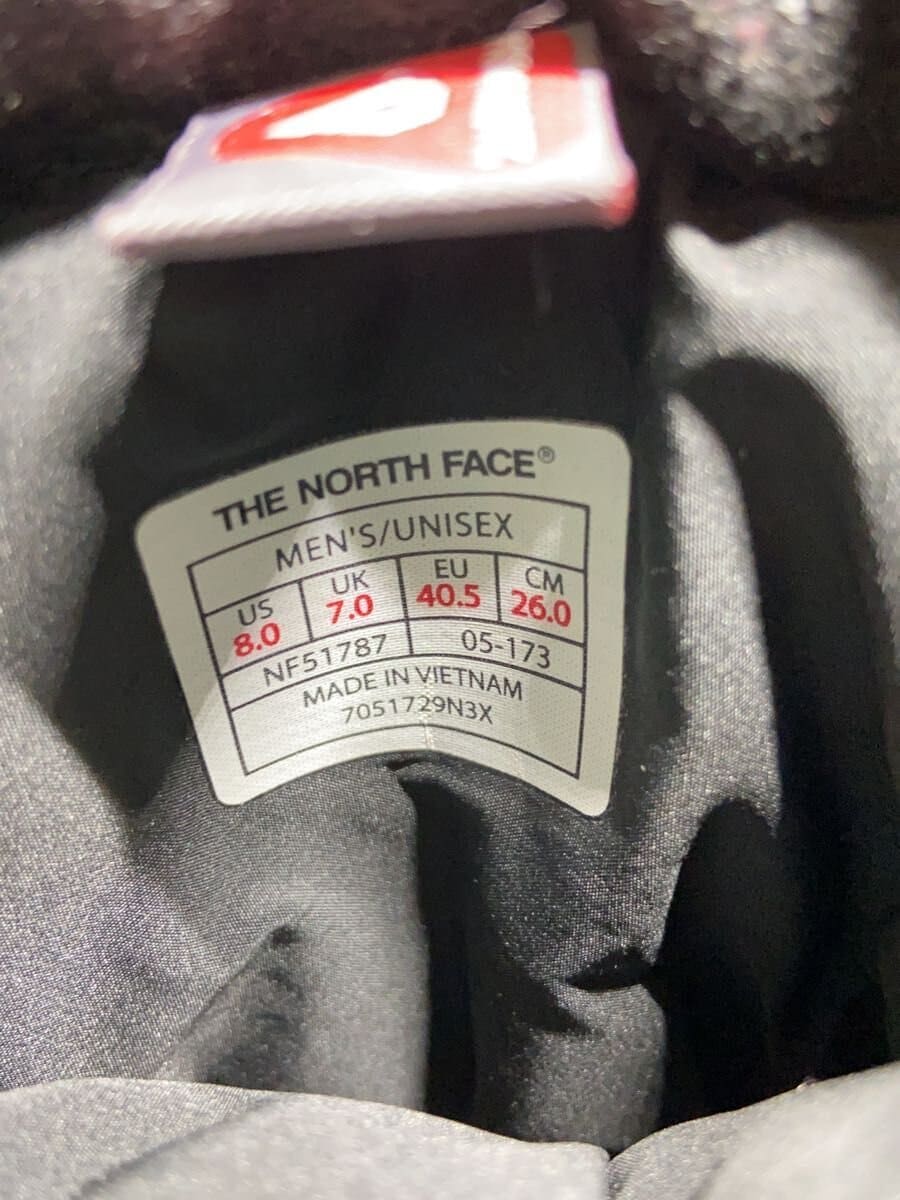 THE NORTH FACE®
MEN'S/UNISEX
US UK EU CM
8.0 7.0 40.5 26.0
NF51787 05-173
MADE IN VIETNAM
7051729N3X